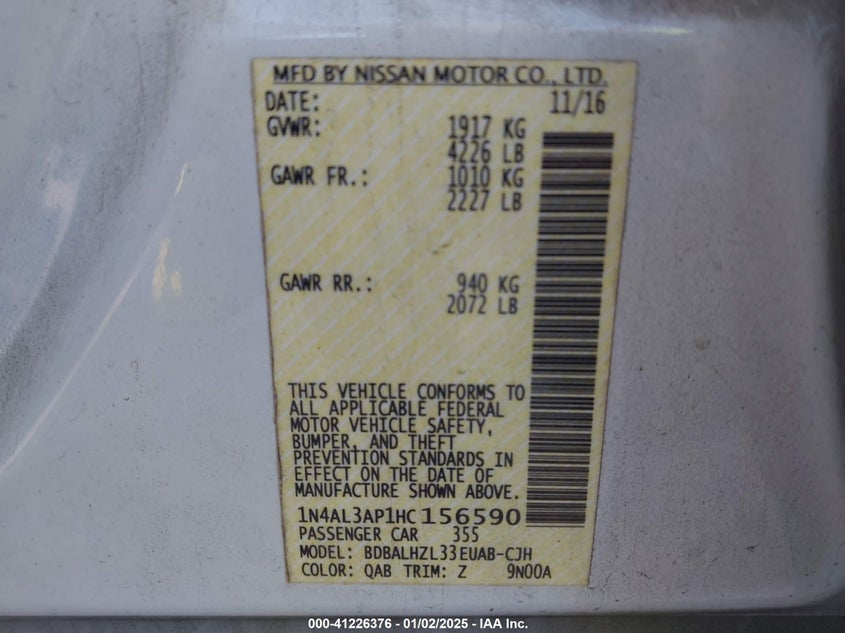 MFD BY NISSAN MOTOR CO., LTD.
DATE: 11/16
GVWR: 1917 KG
4226 LB
GAWR FR.: 1010 KG
2227 LB
GAWR RR.: 940 KG
2072 LB
THIS VEHICLE CONFORMS TO
ALL APPLICABLE FEDERAL
MOTOR VEHICLE SAFETY,
BUMPER, AND THEFT
PREVENTION STANDARDS IN
EFFECT ON THE DATE OF
MANUFACTURE SHOWN ABOVE.
1N4AL3AP1HC156590
PASSENGER CAR 355
MODEL: BDBALHZL33EUAB-CJH
COLOR: QAB TRIM: Z 9N00A
000-41226376 - 01/02/2025 - IAA Inc.